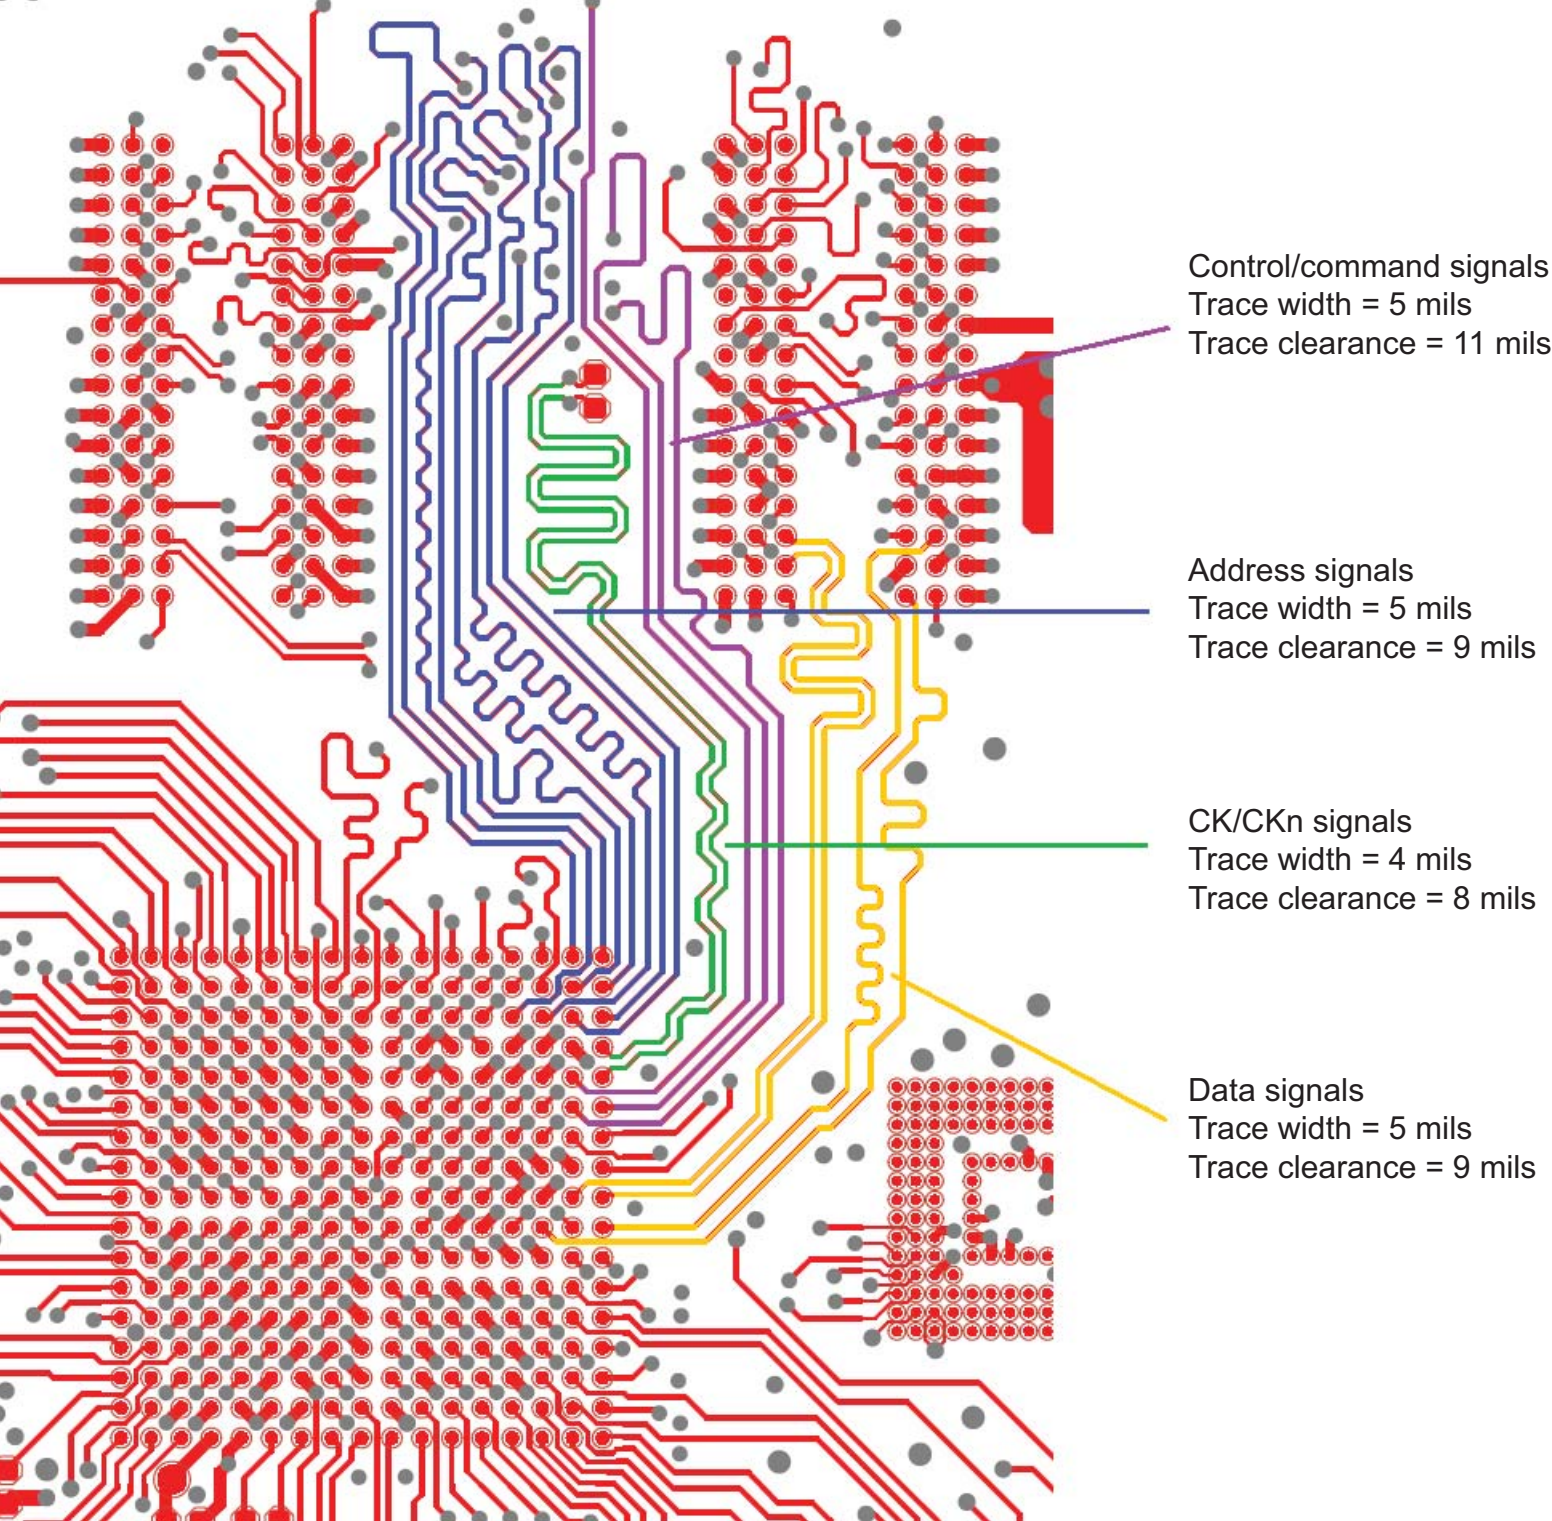 Control/command signals
Trace width = 5 mils
Trace clearance = 11 mils
Address signals
Trace width = 5 mils
Trace clearance = 9 mils
CK/CKn signals
Trace width = 4 mils
Trace clearance = 8 mils
Data signals
Trace width = 5 mils
Trace clearance = 9 mils